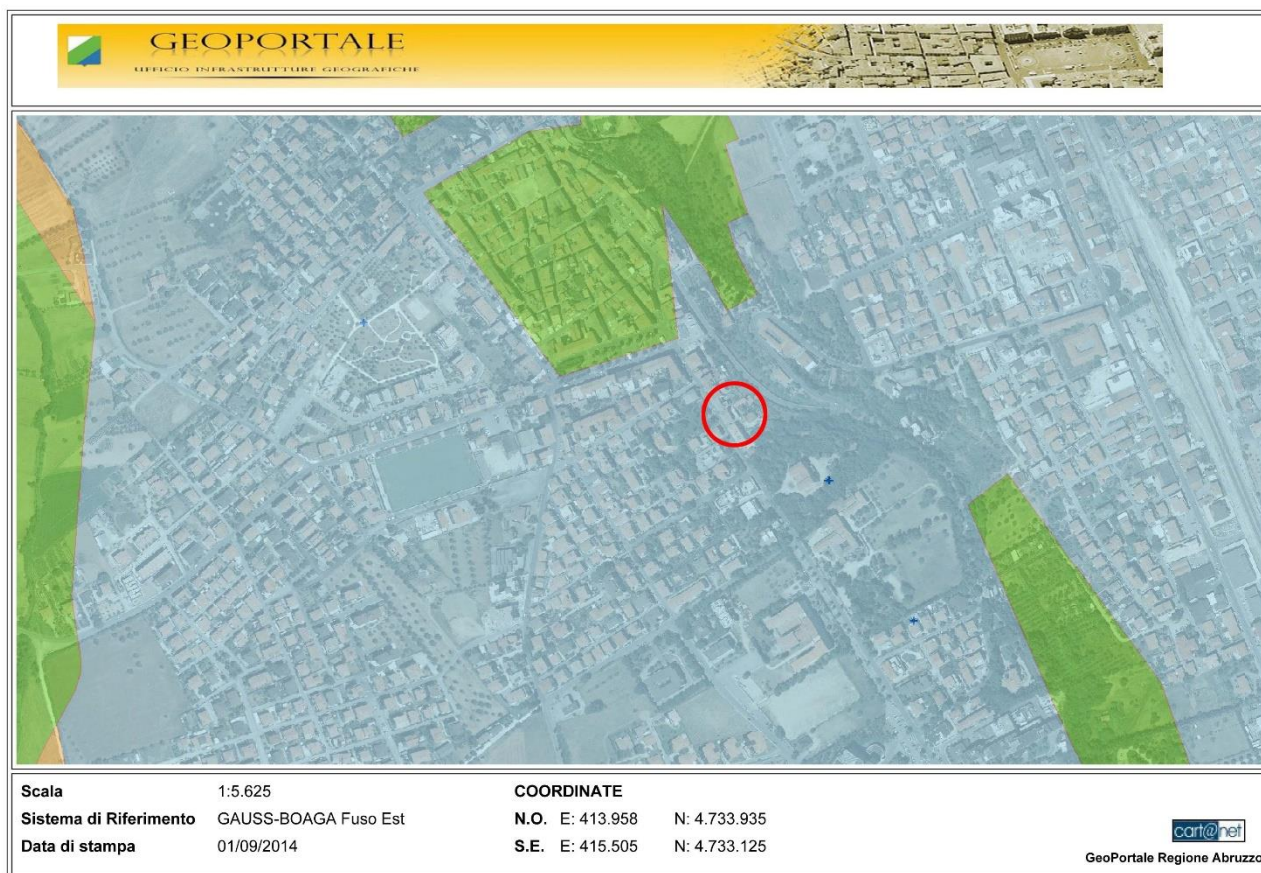 GEOPORTALE
UFFICIO INFRASTRUTTURE GEOGRAFICHE
Scala 1:5.625
Sistema di Riferimento GAUSS-BOAGA Fuso Est
Data di stampa 01/09/2014
COORDINATE
N.O. E: 413.958 N: 4.733.935
S.E. E: 415.505 N: 4.733.125
cart@net
GeoPortale Regione Abruzzo